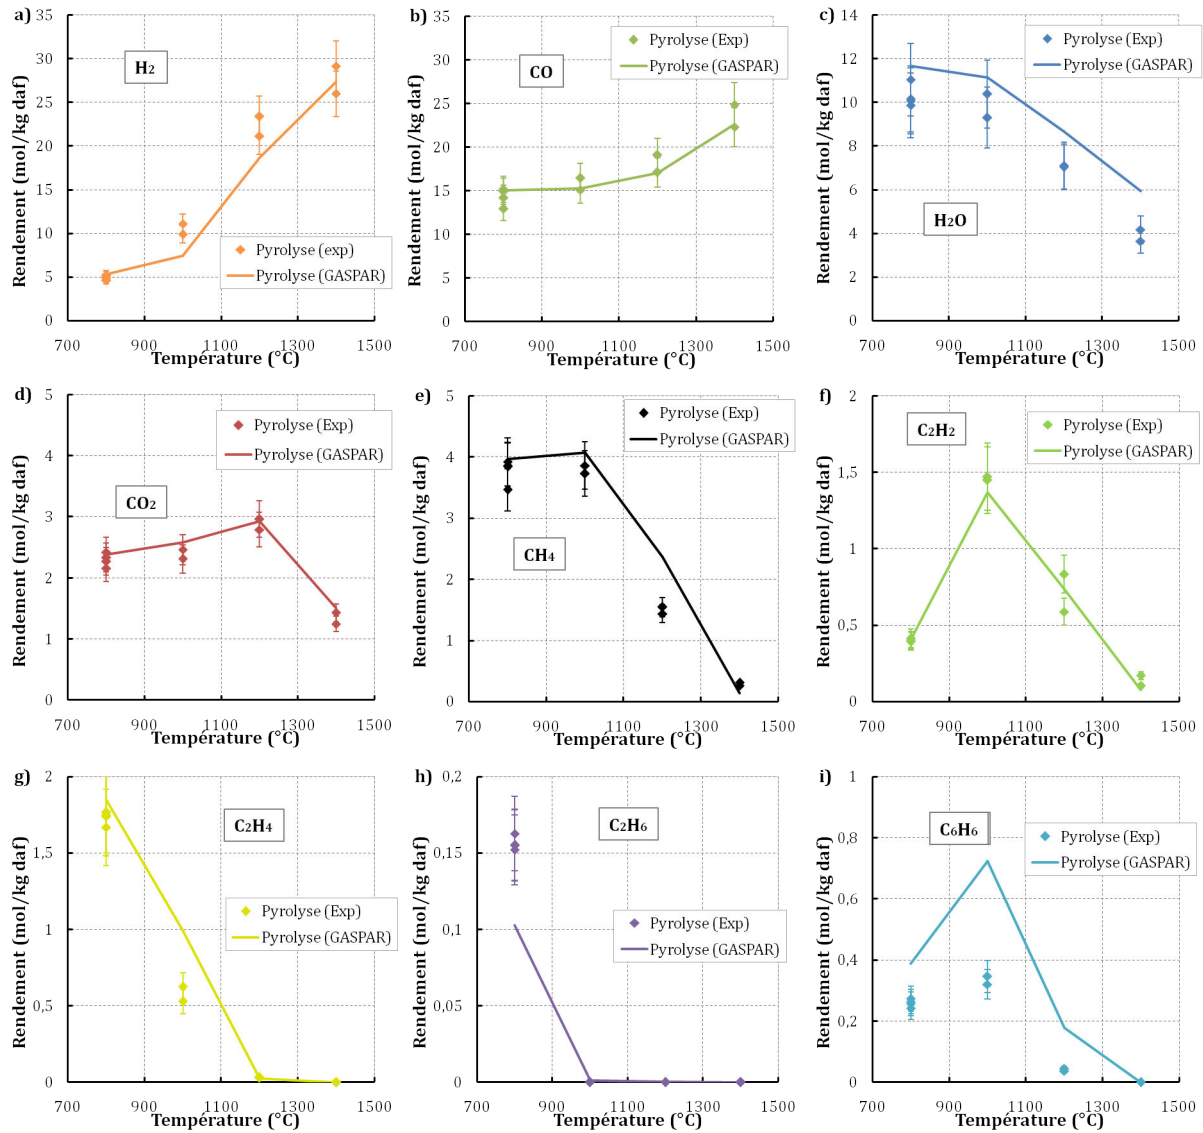 a)
35
30
25
20
15
10
5
0
Rendement (mol/kg daf)
H2
Pyrolyse (exp)
Pyrolyse (GASPAR)
700 900 1100 1300 1500
Température (°C)
b)
35
30
25
20
15
10
5
0
Rendement (mol/kg daf)
CO
Pyrolyse (Exp)
Pyrolyse (GASPAR)
700 900 1100 1300 1500
Température (°C)
c)
14
12
10
8
6
4
2
0
Rendement (mol/kg daf)
Pyrolyse (Exp)
Pyrolyse (GASPAR)
H2O
700 900 1100 1300 1500
Température (°C)
d)
5
4
3
2
1
0
Rendement (mol/kg daf)
Pyrolyse (Exp)
Pyrolyse (GASPAR)
CO2
700 900 1100 1300 1500
Température (°C)
e)
5
4
3
2
1
0
Rendement (mol/kg daf)
Pyrolyse (Exp)
Pyrolyse (GASPAR)
CH4
700 900 1100 1300 1500
Température (°C)
f)
2
1,5
1
0,5
0
Rendement (mol/kg daf)
C2H2
Pyrolyse (Exp)
Pyrolyse (GASPAR)
700 900 1100 1300 1500
Température (°C)
g)
2
1,5
1
0,5
0
Rendement (mol/kg daf)
C2H4
Pyrolyse (Exp)
Pyrolyse (GASPAR)
700 900 1100 1300 1500
Température (°C)
h)
0,2
0,15
0,1
0,05
0
Rendement (mol/kg daf)
C2H6
Pyrolyse (Exp)
Pyrolyse (GASPAR)
700 900 1100 1300 1500
Température (°C)
i)
1
0,8
0,6
0,4
0,2
0
Rendement (mol/kg daf)
C6H6
Pyrolyse (Exp)
Pyrolyse (GASPAR)
700 900 1100 1300 1500
Température (°C)